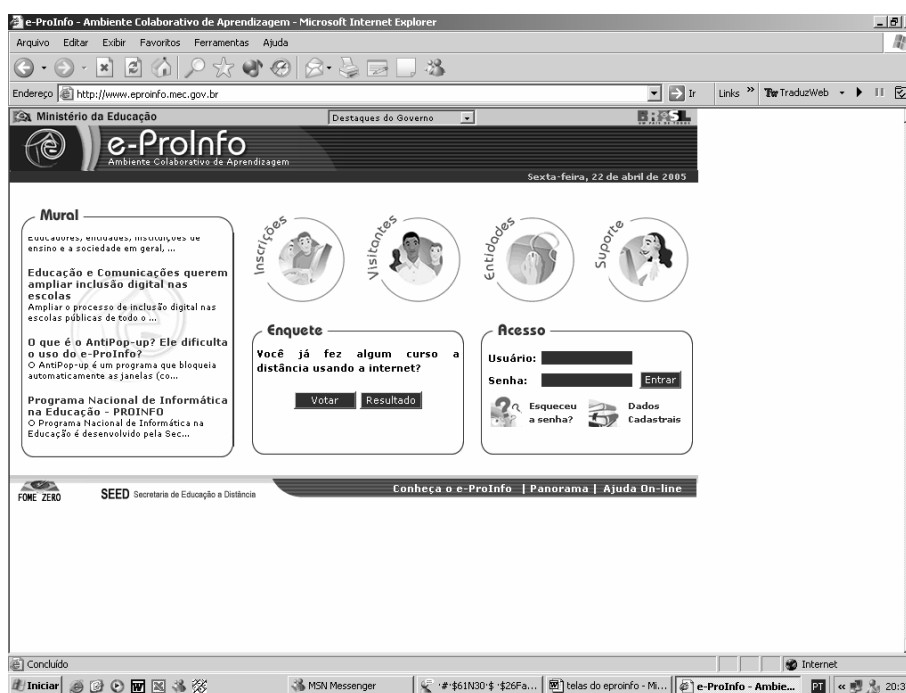 e-ProInfo - Ambiente Colaborativo de Aprendizagem - Microsoft Internet Explorer
Arquivo Editar Exibir Favoritos Ferramentas Ajuda
Endereço http://www.eproinfo.mec.gov.br Ir Links » TraduzWeb
Ministério da Educação Destaques do Governo BRASIL
e-ProInfo
Ambiente Colaborativo de Aprendizagem
Sexta-feira, 22 de abril de 2005
Mural
Educadores, entidades, instituições de
ensino e a sociedade em geral, ...
Educação e Comunicações querem
ampliar inclusão digital nas
escolas
Ampliar o processo de inclusão digital nas
escolas públicas de todo o ...
O que é o AntiPop-up? Ele dificulta
o uso do e-ProInfo?
O AntiPop-up é um programa que bloqueia
automaticamente as janelas (co...
Programa Nacional de Informática
na Educação - PROINFO
O Programa Nacional de Informática na
Educação é desenvolvido pela Sec...
Inscrições
Visitantes
Entidades
Suporte
Enquete
Você já fez algum curso a
distância usando a internet?
Votar Resultado
Acesso
Usuário:
Senha: Entrar
Esqueceu
a senha?
Dados
Cadastrais
FOME ZERO
SEED Secretaria de Educação a Distância
Conheça o e-ProInfo | Panorama | Ajuda On-line
Concluído Internet
Iniciar MSN Messenger '·#·$61N30·$ ·$26Fa... telas do eproinfo - Mi... e-ProInfo - Ambie... PT « 20:3